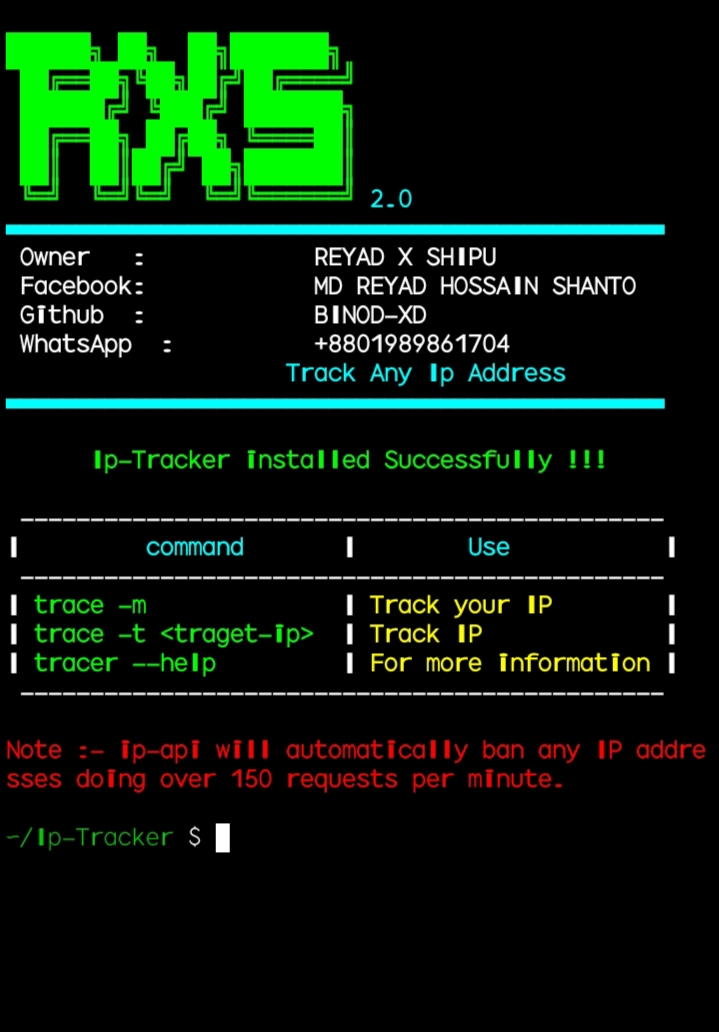 RXS
2.0
Owner : REYAD X SHIPU
Facebook: MD REYAD HOSSAIN SHANTO
Github : BINOD-XD
WhatsApp : +8801989861704
Track Any Ip Address
Ip-Tracker installed Successfully !!!
| command | Use |
| trace -m | Track your IP |
| trace -t <traget-ip> | Track IP |
| tracer --help | For more information |
Note :- ip-api will automatically ban any IP addre
sses doing over 150 requests per minute.
~/Ip-Tracker $